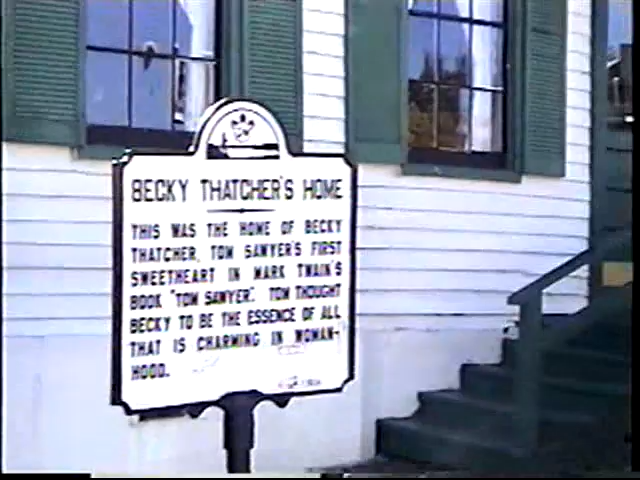 BECKY THATCHER'S HOME
THIS WAS THE HOME OF BECKY
THATCHER, TOM SAWYER'S FIRST
SWEETHEART IN MARK TWAIN'S
BOOK "TOM SAWYER". TOM THOUGHT
BECKY TO BE THE ESSENCE OF ALL
THAT IS CHARMING IN WOMAN-
HOOD.